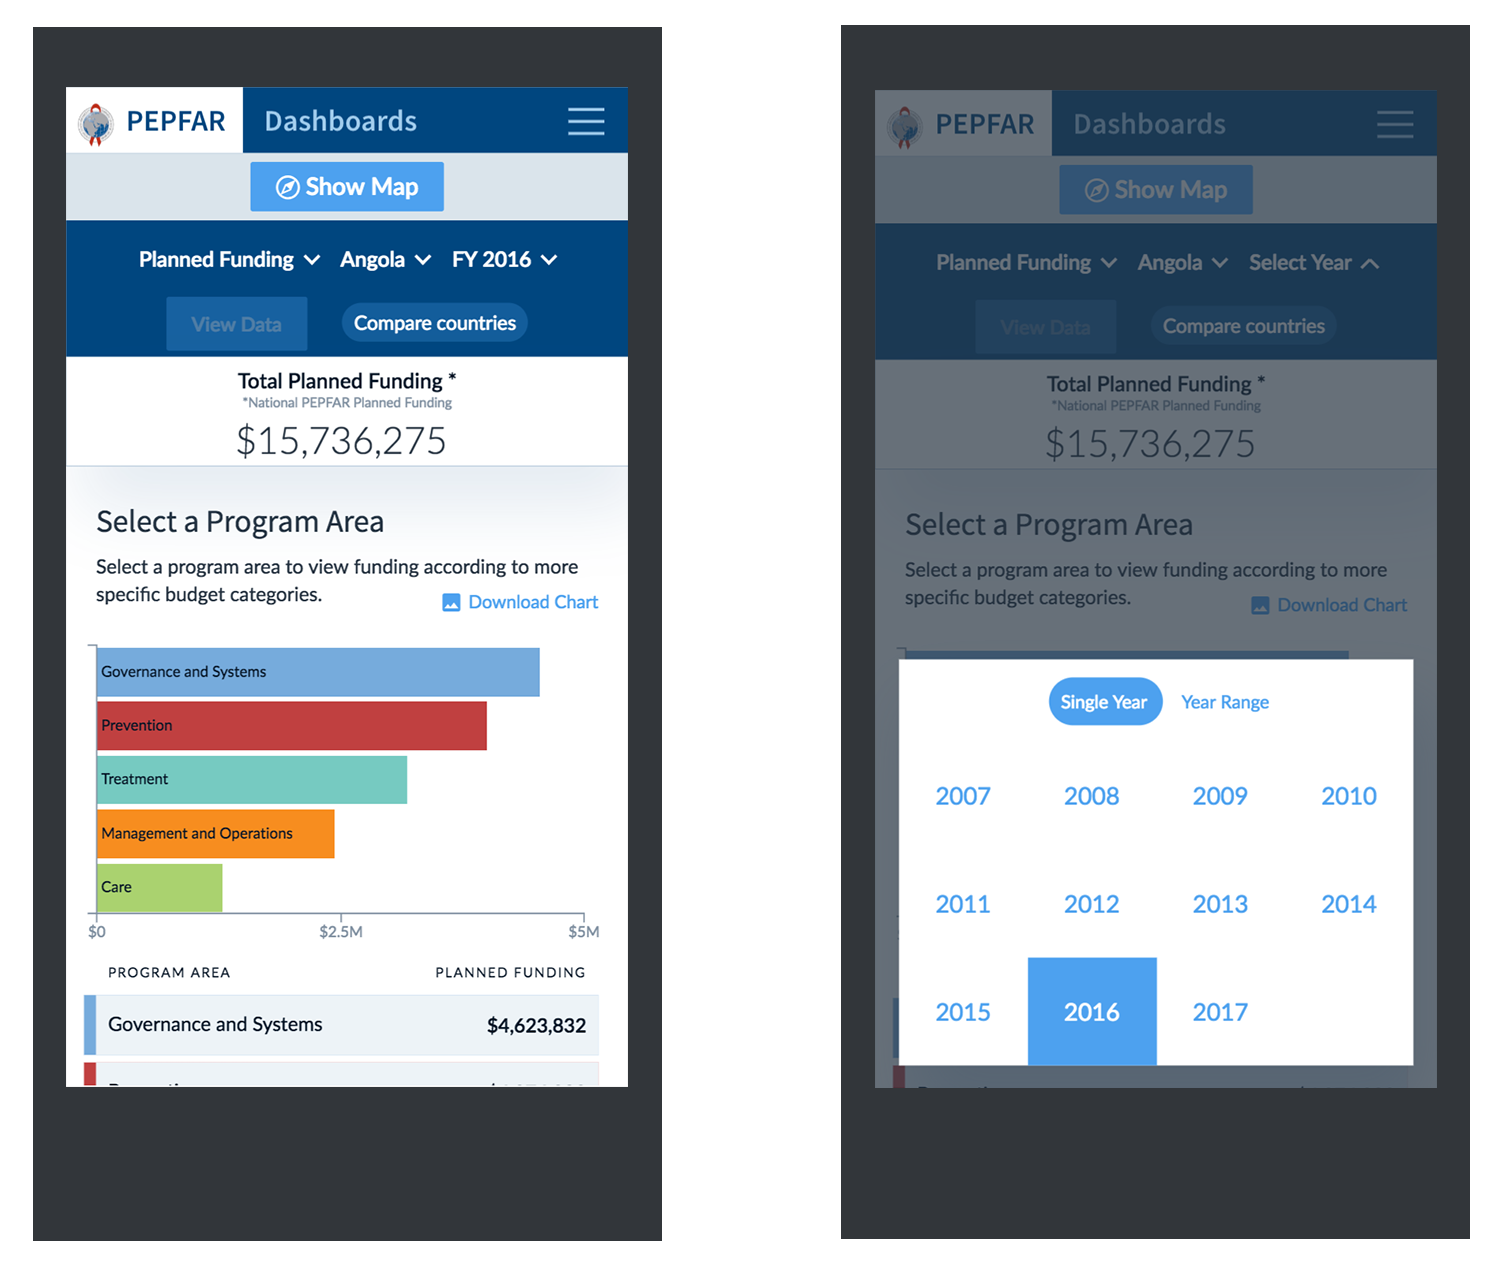 PEPFAR Dashboards
Show Map
Planned Funding Angola FY 2016
View Data Compare countries
Total Planned Funding *
*National PEPFAR Planned Funding
$15,736,275
Select a Program Area
Select a program area to view funding according to more
specific budget categories.
Download Chart
Governance and Systems
Prevention
Treatment
Management and Operations
Care
$0 $2.5M $5M
PROGRAM AREA PLANNED FUNDING
Governance and Systems $4,623,832
PEPFAR Dashboards
Show Map
Planned Funding Angola Select Year
View Data Compare countries
Total Planned Funding *
*National PEPFAR Planned Funding
$15,736,275
Select a Program Area
Select a program area to view funding according to more
specific budget categories.
Download Chart
Single Year Year Range
2007 2008 2009 2010
2011 2012 2013 2014
2015 2016 2017